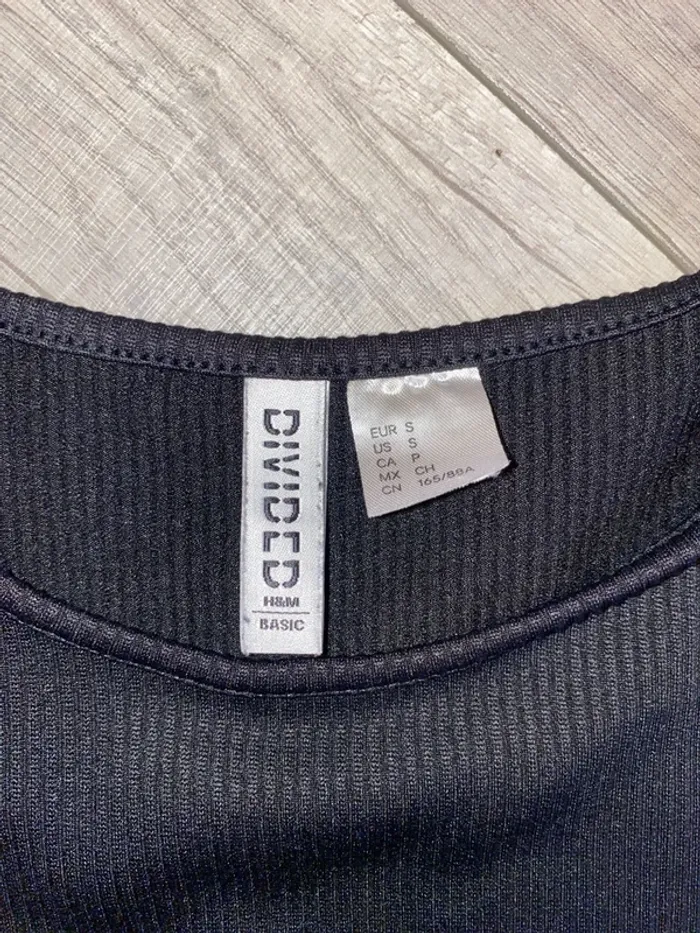 DIVIDED
H&M
BASIC
EUR S
US S
CA P
MX CH
CN 165/88A